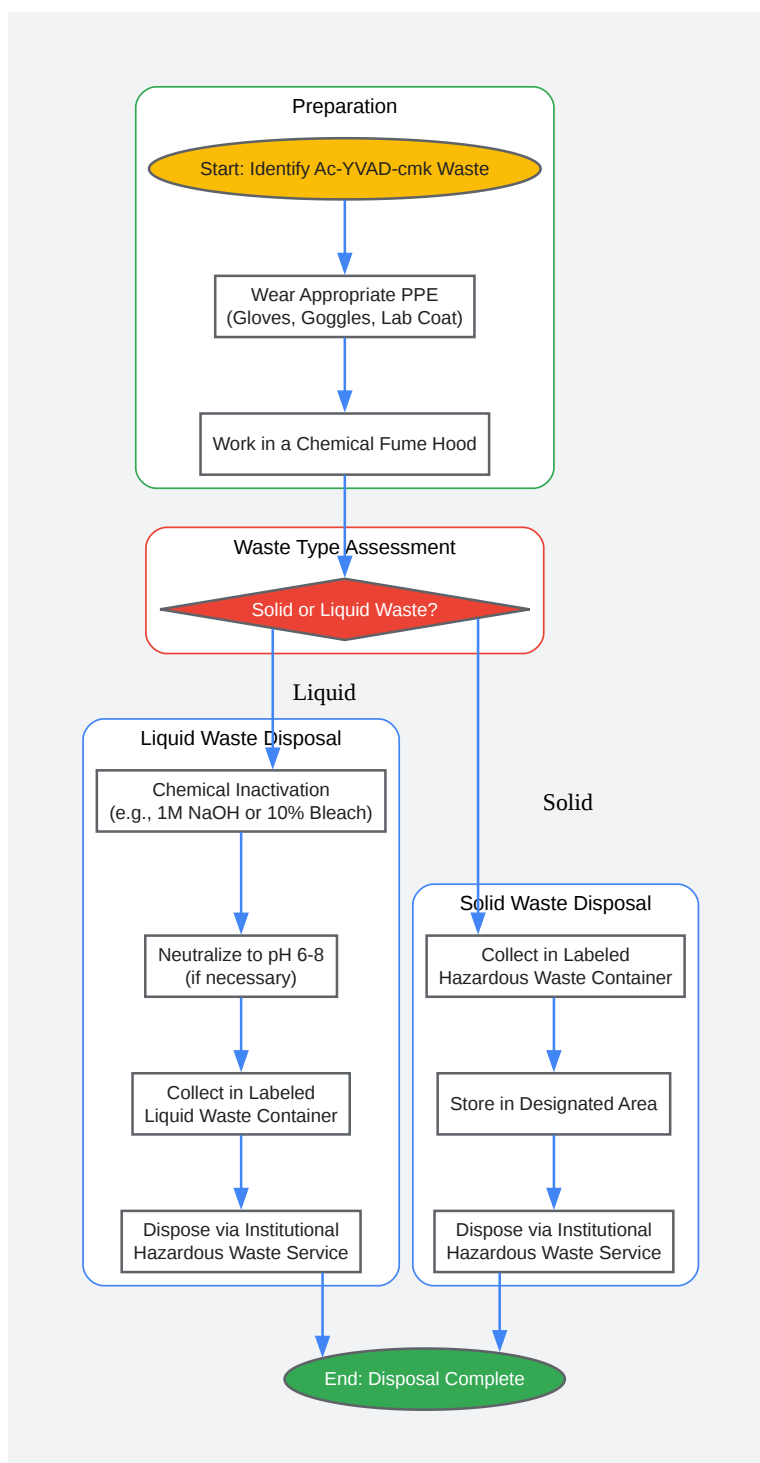 Preparation
Start: Identify Ac-YVAD-cmk Waste
Wear Appropriate PPE
(Gloves, Goggles, Lab Coat)
Work in a Chemical Fume Hood
Waste Type Assessment
Solid or Liquid Waste?
Liquid
Liquid Waste Disposal
Chemical Inactivation
(e.g., 1M NaOH or 10% Bleach)
Neutralize to pH 6-8
(if necessary)
Collect in Labeled
Liquid Waste Container
Dispose via Institutional
Hazardous Waste Service
Solid
Solid Waste Disposal
Collect in Labeled
Hazardous Waste Container
Store in Designated Area
Dispose via Institutional
Hazardous Waste Service
End: Disposal Complete